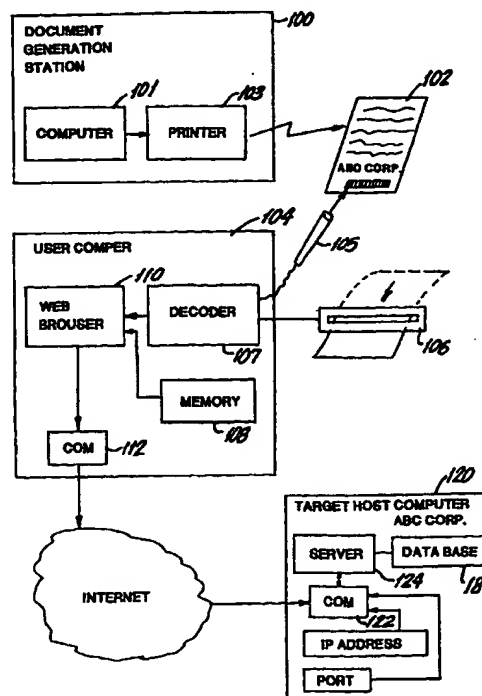 100
DOCUMENT
GENERATION
STATION
101
103
102
COMPUTER
PRINTER
ABC CORP.
104
105
USER COMPER
110
WEB
BROUSER
DECODER
107
106
MEMORY
108
COM
112
120
TARGET HOST COMPUTER
ABC CORP.
SERVER
DATA BASE
124
18
INTERNET
COM
122
IP ADDRESS
PORT